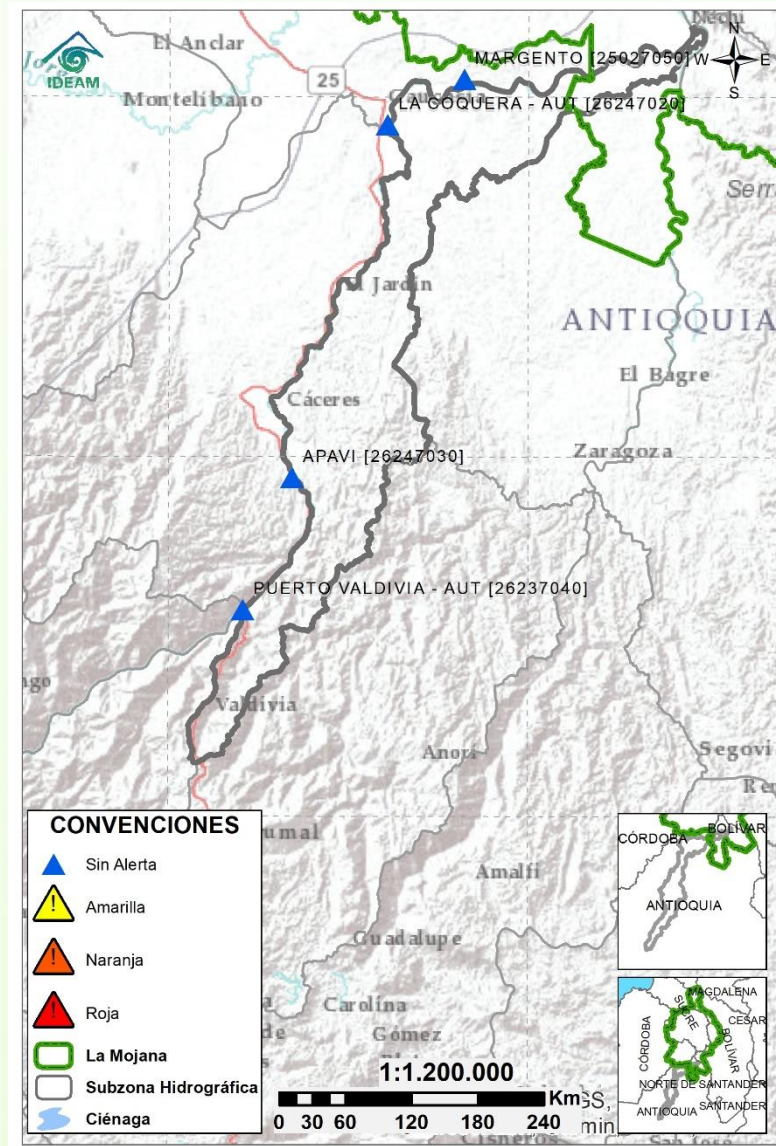 IDEAM
El Anclar
Nechí
N
W E
S
MARGENTO [25027050]
25
Montelíbano
LA COQUERA - AUT [26247020]
El Jardín
ANTIOQUIA
El Bagre
Cáceres
Zaragoza
APAVI [26247030]
PUERTO VALDIVIA - AUT [26237040]
Valdivia
Anorí
CONVENCIONES
Sin Alerta
Amarilla
Naranja
Roja
La Mojana
Subzona Hidrográfica
Ciénaga
Amalfi
Guadalupe
Carolina
Gómez
1:1.200.000
Km
0 30 60 120 180 240
CÓRDOBA
BOLÍVAR
ANTIOQUIA
MAGDALENA
SUCRE
CESAR
CÓRDOBA
BOLÍVAR
NORTE DE SANTANDER
ANTIOQUIA
SANTANDER